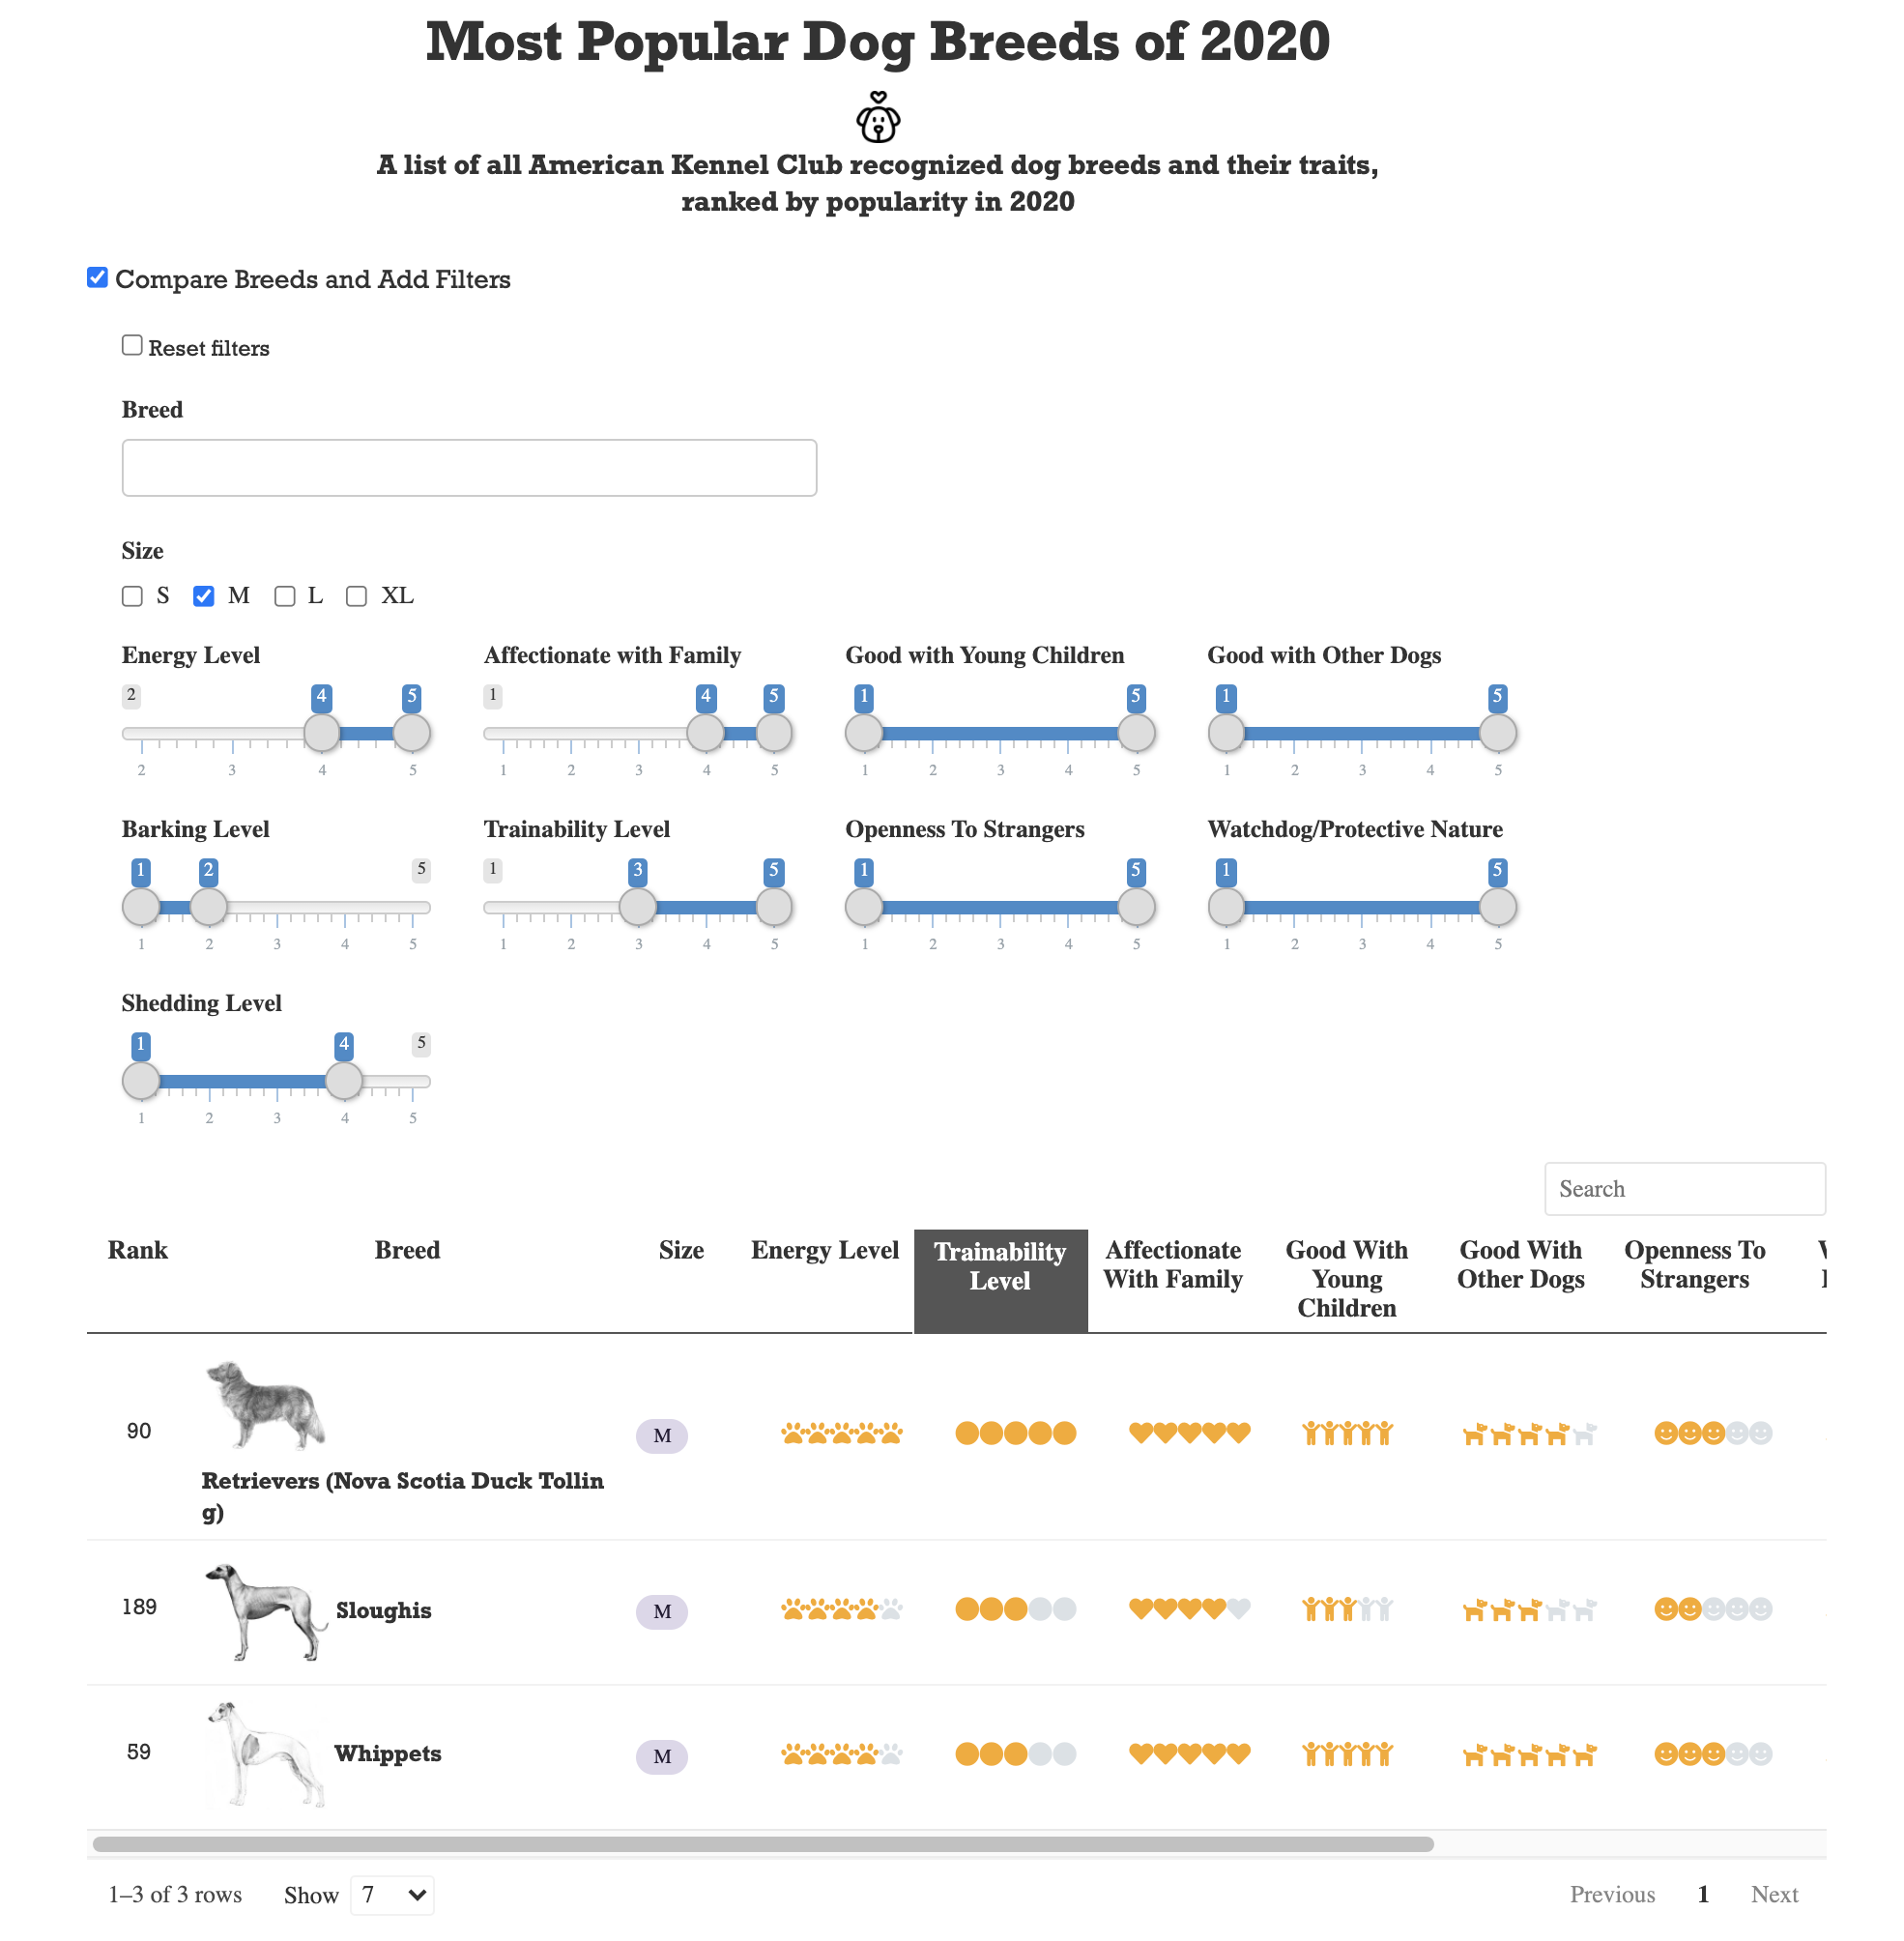 Most Popular Dog Breeds of 2020
A list of all American Kennel Club recognized dog breeds and their traits,
ranked by popularity in 2020
Compare Breeds and Add Filters
Reset filters
Breed
Size
S M L XL
Energy Level Affectionate with Family Good with Young Children Good with Other Dogs
2 4 5 1 4 5 1 5 1 5
2 3 4 5 1 2 3 4 5 1 2 3 4 5 1 2 3 4 5
Barking Level Trainability Level Openness To Strangers Watchdog/Protective Nature
1 2 5 1 3 5 1 5 1 5
1 2 3 4 5 1 2 3 4 5 1 2 3 4 5 1 2 3 4 5
Shedding Level
1 4 5
1 2 3 4 5
Search
Rank Breed Size Energy Level Trainability Affectionate Good With Good With Openness To
Level With Family Young Other Dogs Strangers
Children
90 M
Retrievers (Nova Scotia Duck Tollin
g)
189 Sloughis M
59 Whippets M
1–3 of 3 rows Show 7 Previous 1 Next